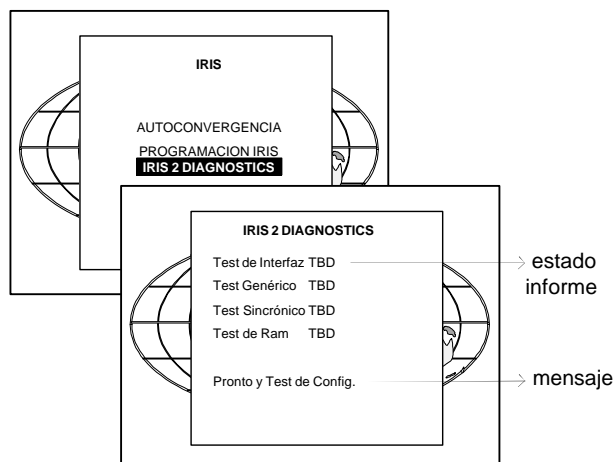 IRIS
AUTOCONVERGENCIA
PROGRAMACION IRIS
IRIS 2 DIAGNOSTICS
IRIS 2 DIAGNOSTICS
Test de Interfaz TBD
Test Genérico TBD
Test Sincrónico TBD
Test de Ram TBD
Pronto y Test de Config.
estado
informe
mensaje